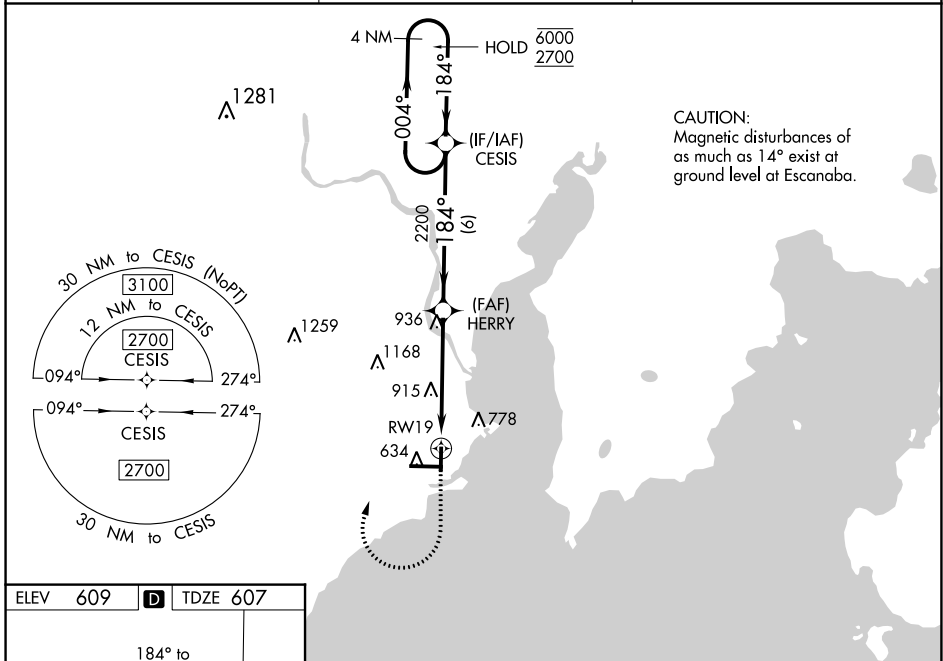 4 NM
HOLD
6000
2700
184°
004°
1281
(IF/IAF)
CESIS
CAUTION:
Magnetic disturbances of
as much as 14° exist at
ground level at Escanaba.
2200
184°
(6)
30 NM to CESIS (NoPT)
3100
12 NM to CESIS
2700
CESIS
094°
274°
094°
274°
CESIS
2700
30 NM to CESIS
(FAF)
HERRY
936
1259
1168
915
RW19
778
634
ELEV 609 D TDZE 607
184° to